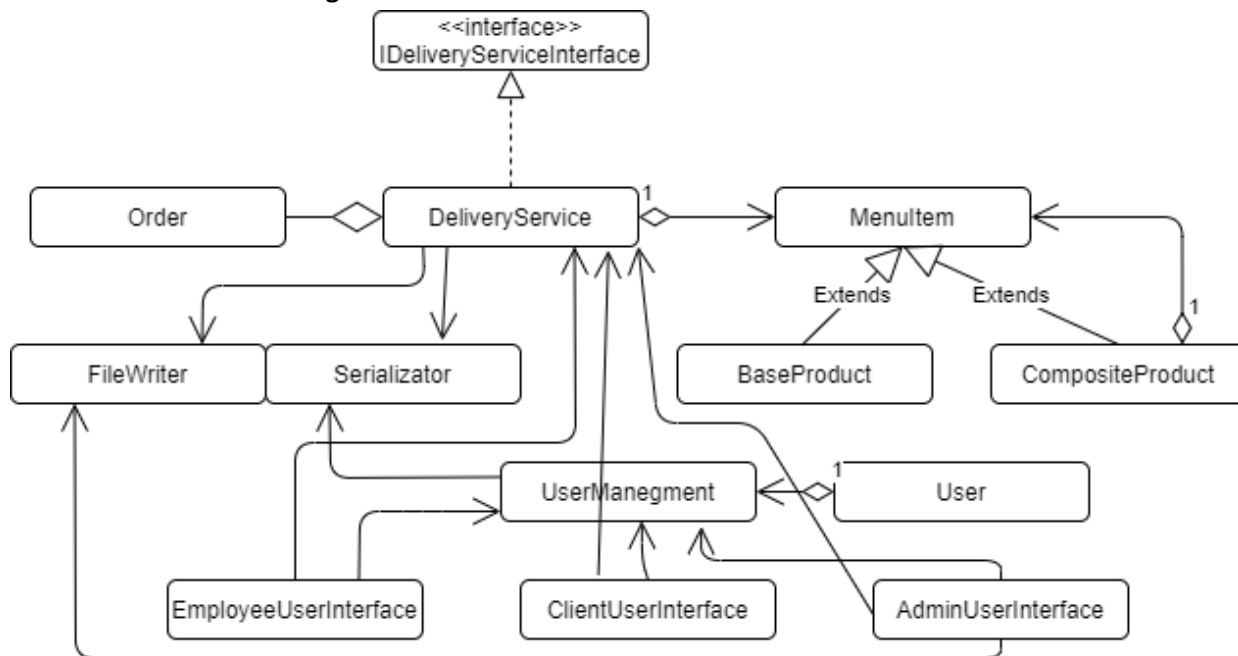 <<interface>>
IDeliveryServiceInterface
Order
DeliveryService
1
MenuItem
Extends
Extends
1
FileWriter
Serializator
BaseProduct
CompositeProduct
UserManegment
1
User
EmployeeUserInterface
ClientUserInterface
AdminUserInterface